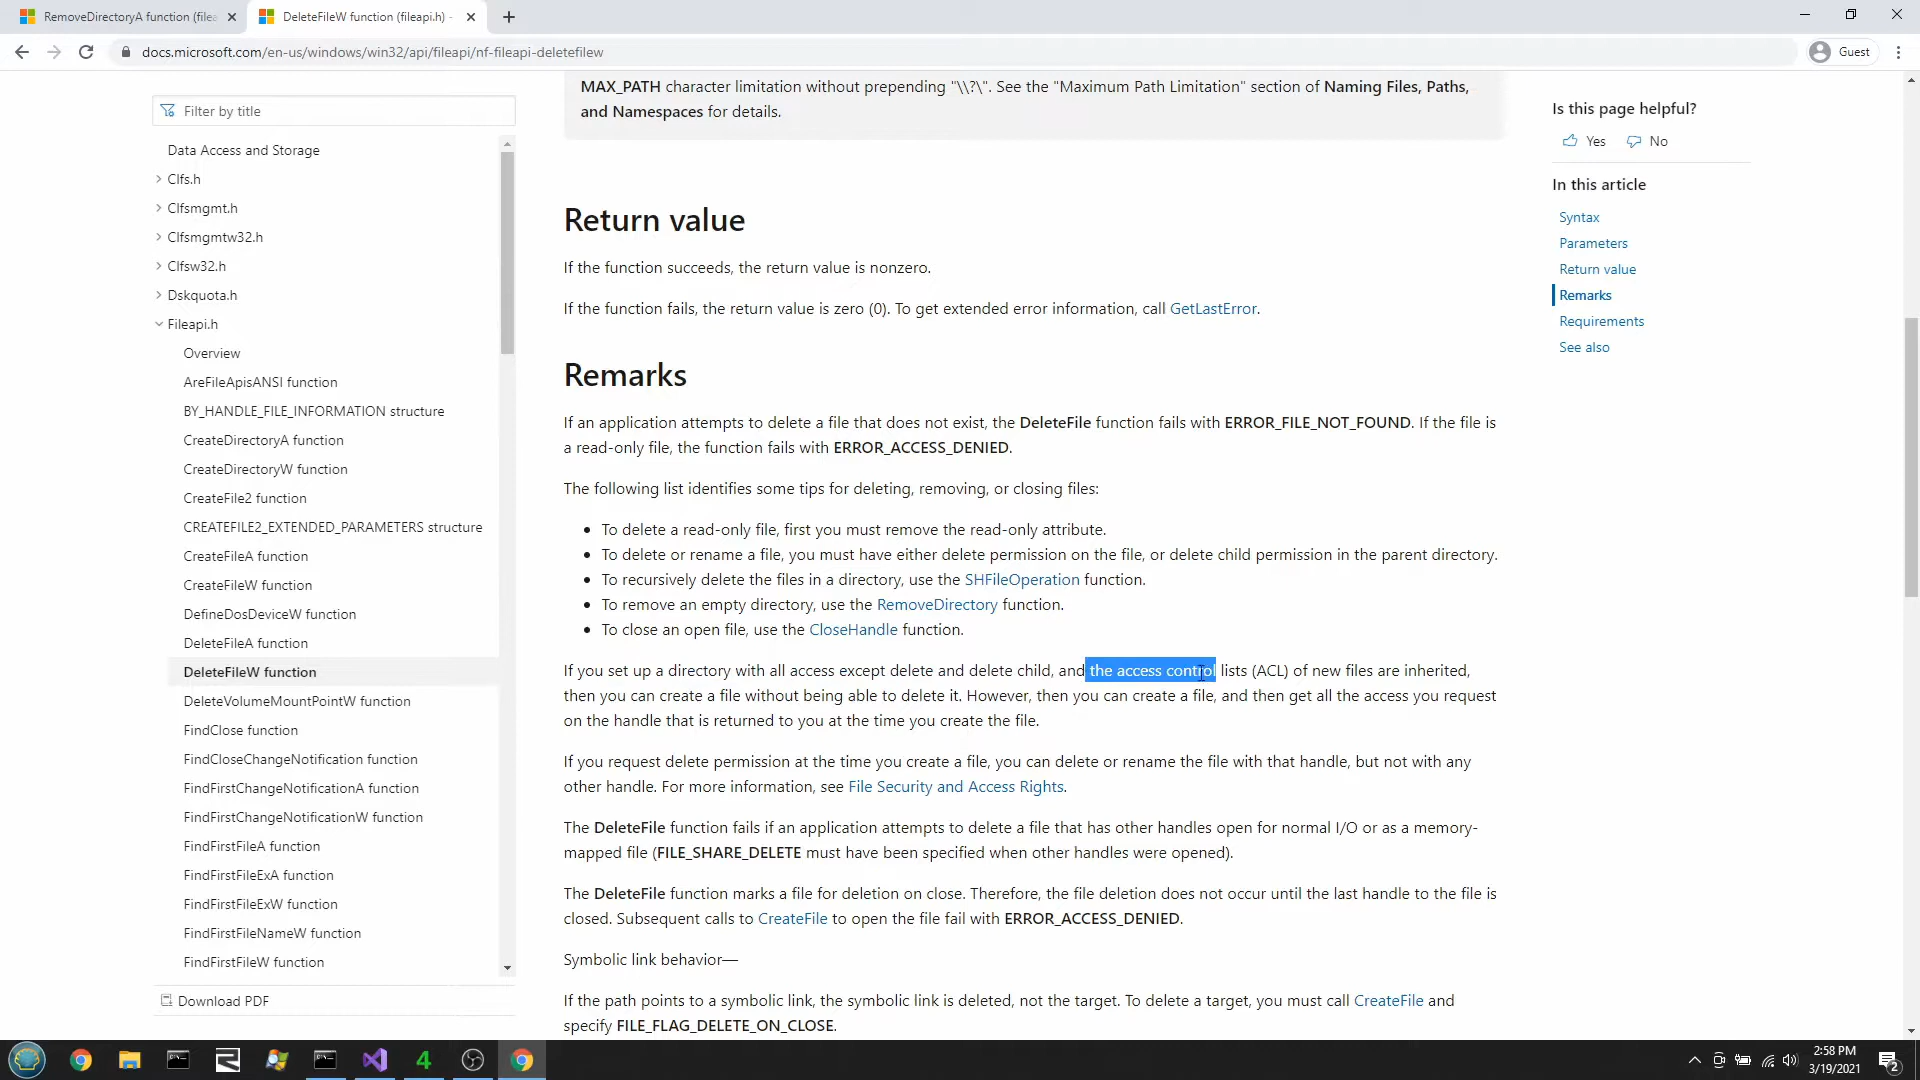 RemoveDirectoryA function (filea
DeleteFileW function (fileapi.h) -
docs.microsoft.com/en-us/windows/win32/api/fileapi/nf-fileapi-deletefilew
Guest
Filter by title
Data Access and Storage
Clfs.h
Clfsmgmt.h
Clfsmgmtw32.h
Clfsw32.h
Dskquota.h
Fileapi.h
Overview
AreFileApisANSI function
BY_HANDLE_FILE_INFORMATION structure
CreateDirectoryA function
CreateDirectoryW function
CreateFile2 function
CREATEFILE2_EXTENDED_PARAMETERS structure
CreateFileA function
CreateFileW function
DefineDosDeviceW function
DeleteFileA function
DeleteFileW function
DeleteVolumeMountPointW function
FindClose function
FindCloseChangeNotification function
FindFirstChangeNotificationA function
FindFirstChangeNotificationW function
FindFirstFileA function
FindFirstFileExA function
FindFirstFileExW function
FindFirstFileNameW function
FindFirstFileW function
Download PDF
MAX_PATH character limitation without prepending "\\?\". See the "Maximum Path Limitation" section of Naming Files, Paths,
and Namespaces for details.
Return value
If the function succeeds, the return value is nonzero.
If the function fails, the return value is zero (0). To get extended error information, call GetLastError.
Remarks
If an application attempts to delete a file that does not exist, the DeleteFile function fails with ERROR_FILE_NOT_FOUND. If the file is
a read-only file, the function fails with ERROR_ACCESS_DENIED.
The following list identifies some tips for deleting, removing, or closing files:
• To delete a read-only file, first you must remove the read-only attribute.
• To delete or rename a file, you must have either delete permission on the file, or delete child permission in the parent directory.
• To recursively delete the files in a directory, use the SHFileOperation function.
• To remove an empty directory, use the RemoveDirectory function.
• To close an open file, use the CloseHandle function.
If you set up a directory with all access except delete and delete child, and the access control lists (ACL) of new files are inherited,
then you can create a file without being able to delete it. However, then you can create a file, and then get all the access you request
on the handle that is returned to you at the time you create the file.
If you request delete permission at the time you create a file, you can delete or rename the file with that handle, but not with any
other handle. For more information, see File Security and Access Rights.
The DeleteFile function fails if an application attempts to delete a file that has other handles open for normal I/O or as a memory-
mapped file (FILE_SHARE_DELETE must have been specified when other handles were opened).
The DeleteFile function marks a file for deletion on close. Therefore, the file deletion does not occur until the last handle to the file is
closed. Subsequent calls to CreateFile to open the file fail with ERROR_ACCESS_DENIED.
Symbolic link behavior—
If the path points to a symbolic link, the symbolic link is deleted, not the target. To delete a target, you must call CreateFile and
specify FILE_FLAG_DELETE_ON_CLOSE.
Is this page helpful?
Yes No
In this article
Syntax
Parameters
Return value
Remarks
Requirements
See also
4
2:58 PM
3/19/2021
2